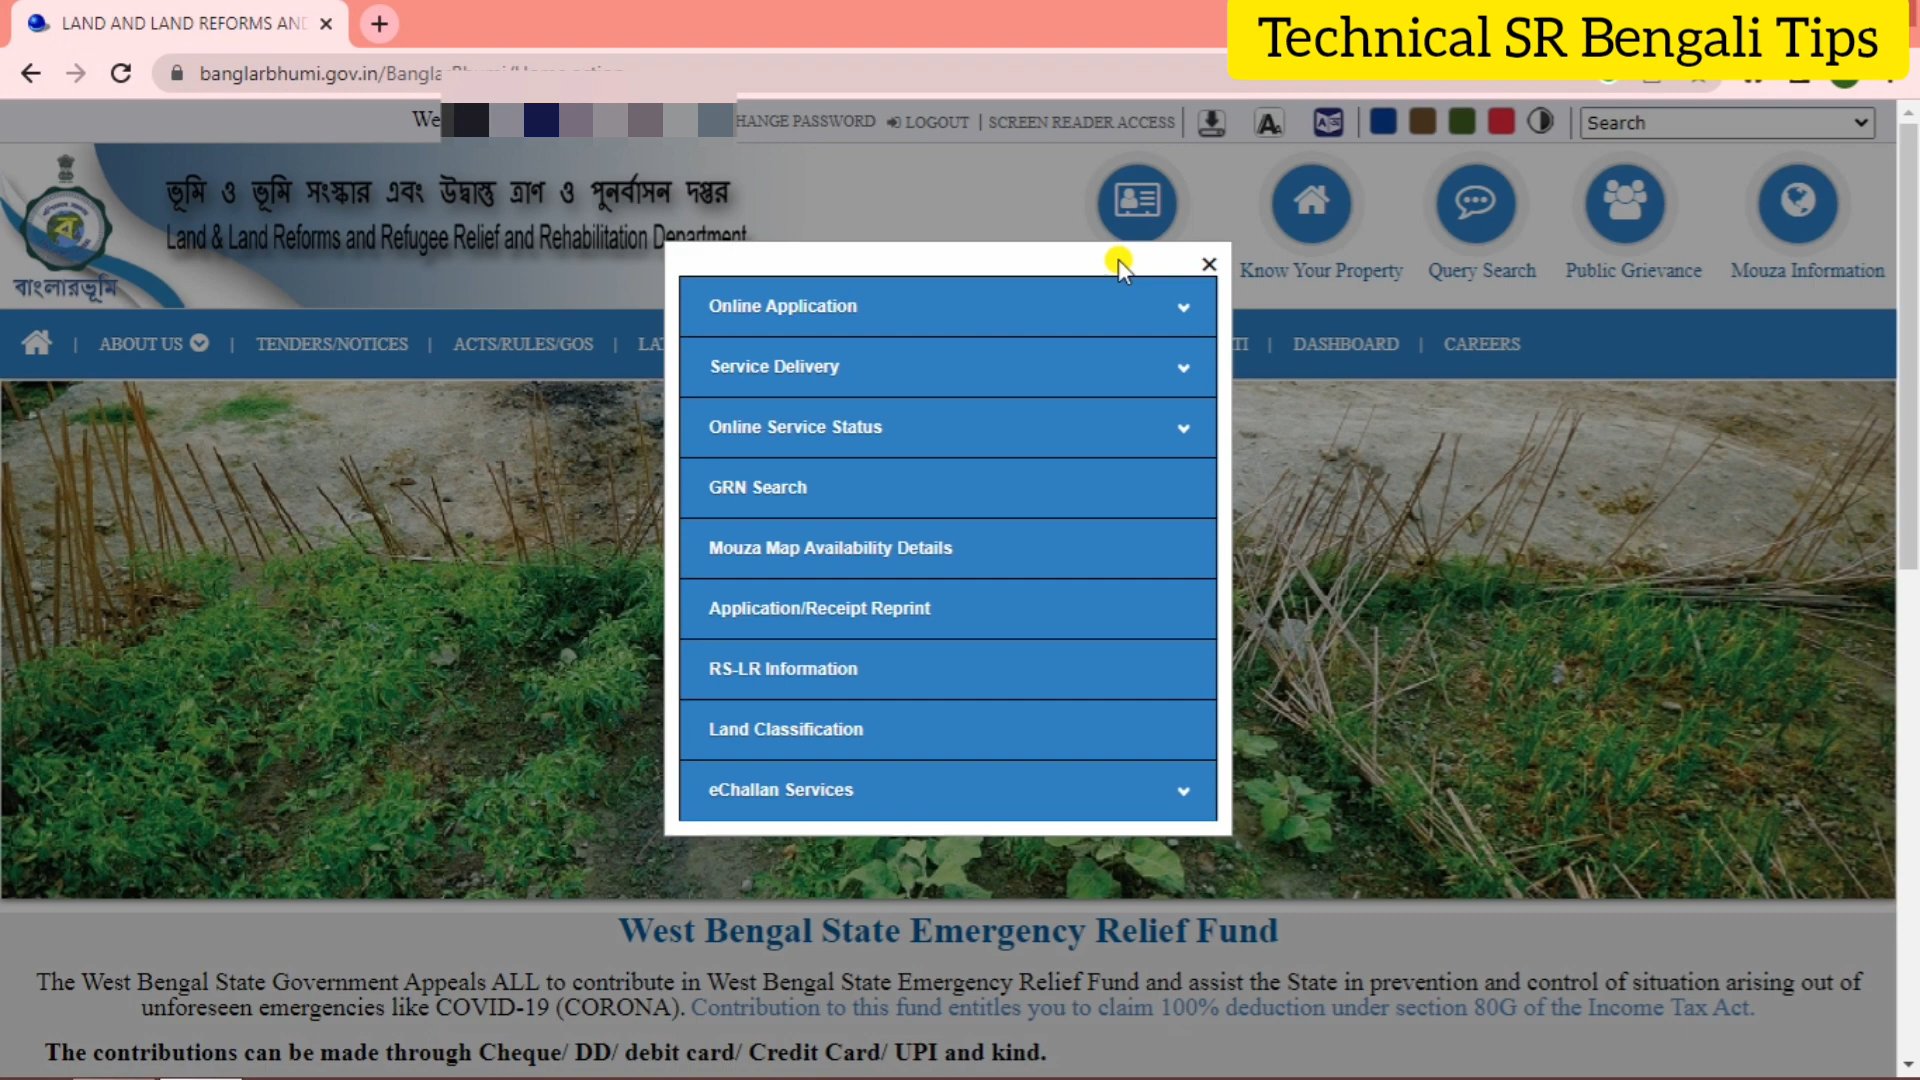 LAND AND LAND REFORMS AND
Technical SR Bengali Tips
banglarbhumi.gov.in/Bangla
We
HANGE PASSWORD
LOGOUT | SCREEN READER ACCESS
Search
ভূমি ও ভূমি সংস্কার এবং উদ্বাস্তু ত্রাণ ও পুনর্বাসন দপ্তর
Land & Land Reforms and Refugee Relief and Rehabilitation Department
বাংলারভূমি
Know Your Property
Query Search
Public Grievance
Mouza Information
ABOUT US | TENDERS/NOTICES | ACTS/RULES/GOS | LA
TI | DASHBOARD | CAREERS
Online Application
Service Delivery
Online Service Status
GRN Search
Mouza Map Availability Details
Application/Receipt Reprint
RS-LR Information
Land Classification
eChallan Services
West Bengal State Emergency Relief Fund
The West Bengal State Government Appeals ALL to contribute in West Bengal State Emergency Relief Fund and assist the State in prevention and control of situation arising out of
unforeseen emergencies like COVID-19 (CORONA). Contribution to this fund entitles you to claim 100% deduction under section 80G of the Income Tax Act.
The contributions can be made through Cheque/ DD/ debit card/ Credit Card/ UPI and kind.